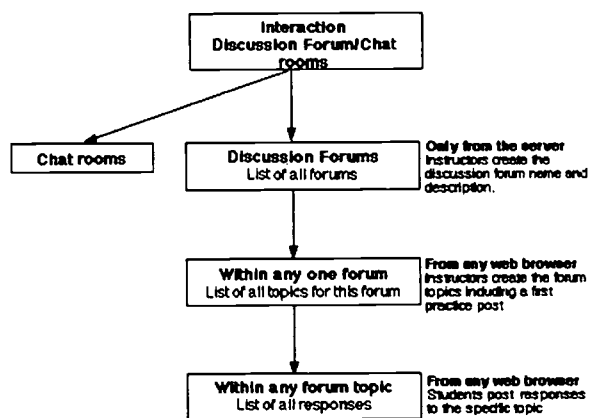 Interaction
Discussion Forum/Chat
rooms
Chat rooms
Discussion Forums
List of all forums
Only from the server
Instructors create the
discussion forum name and
description.
Within any one forum
List of all topics for this forum
From any web browser
Instructors create the forum
topics including a first
practice post
Within any forum topic
List of all responses
From any web browser
Students post responses
to the specific topic